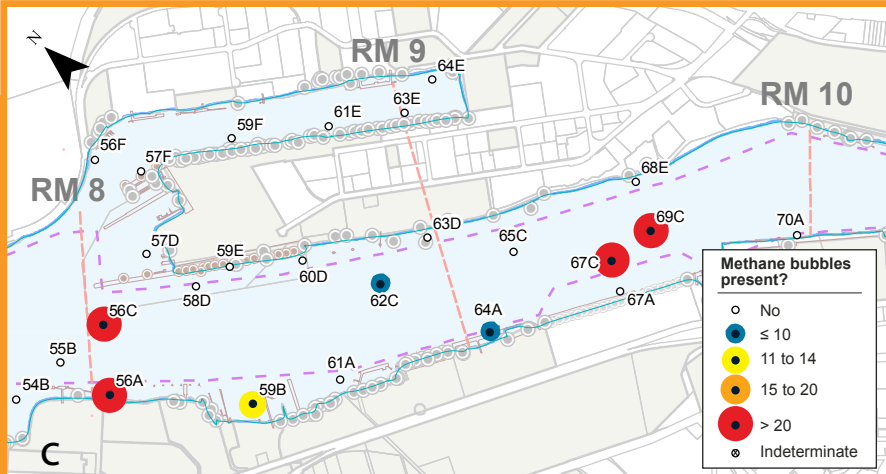 N
RM 9
64E
RM 10
63E
61E
59F
56F
57F
68E
RM 8
69C
70A
63D
65C
57D
59E
67C
60D
58D
62C
67A
56C
64A
55B
61A
54B
56A
59B
C
Methane bubbles
present?
No
≤ 10
11 to 14
15 to 20
> 20
Indeterminate